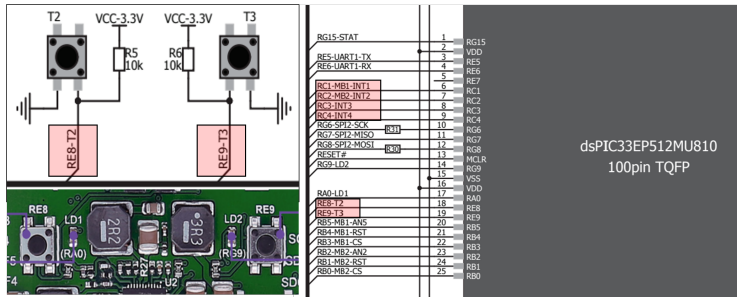 T2
VCC-3.3V
VCC-3.3V
T3
R5
10k
R6
10k
RE8-T2
RE9-T3
RE8
LD1
2R2
3R3
LD2
RE9
(RA0)
R27
U2
(RG9)
RG15-STAT
RE5-UART1-TX
RE6-UART1-RX
RC1-MB1-INT1
RC2-MB2-INT2
RC3-INT3
RC4-INT4
RG6-SPI2-SCK
R31
RG7-SPI2-MISO
RG8-SPI2-MOSI
R30
RESET#
RG9-LD2
RA0-LD1
RE8-T2
RE9-T3
RB5-MB1-AN5
RB4-MB1-RST
RB3-MB1-CS
RB2-MB2-AN2
RB1-MB2-RST
RB0-MB2-CS
1
2
3
4
5
6
7
8
9
10
11
12
13
14
15
16
17
18
19
20
21
22
23
24
25
RG15
VDD
RE5
RE6
RE7
RC1
RC2
RC3
RC4
RG6
RG7
RG8
MCLR
RG9
VSS
VDD
RA0
RE8
RE9
RB5
RB4
RB3
RB2
RB1
RB0
dsPIC33EP512MU810
100pin TQFP